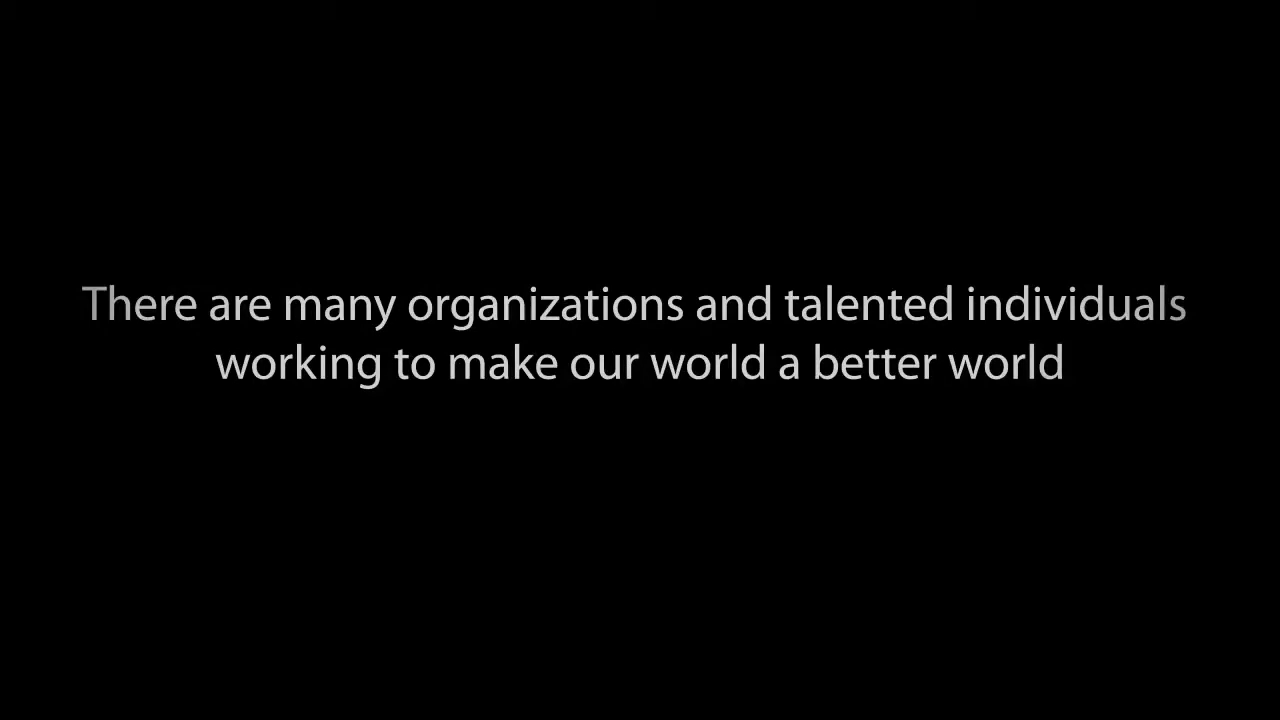 There are many organizations and talented individuals
working to make our world a better world